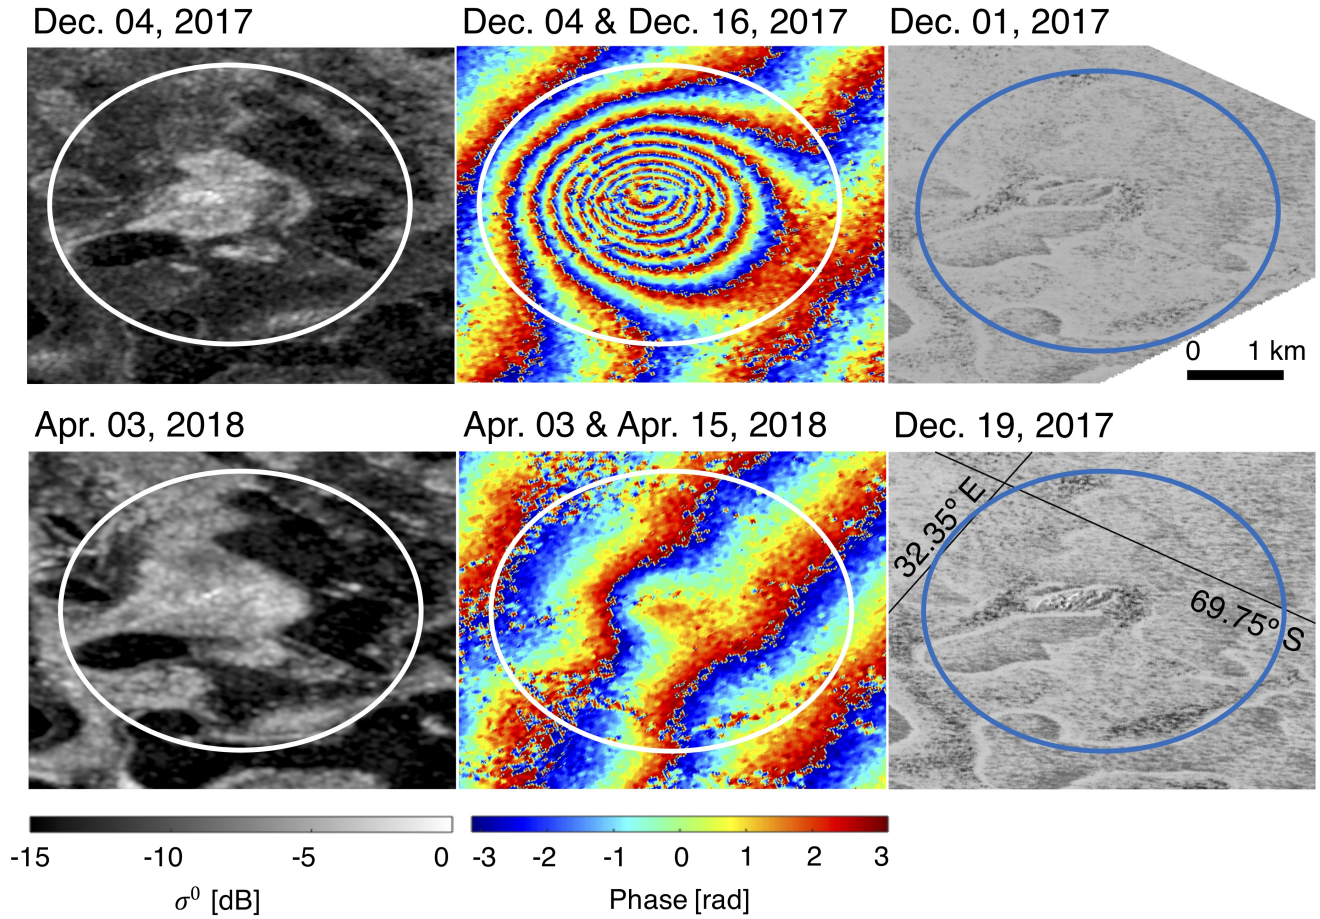 Dec. 04, 2017
Dec. 04 & Dec. 16, 2017
Dec. 01, 2017
0 1 km
Apr. 03, 2018
Apr. 03 & Apr. 15, 2018
Dec. 19, 2017
32.35° E
69.75° S
-15 -10 -5 0
σ⁰ [dB]
-3 -2 -1 0 1 2 3
Phase [rad]